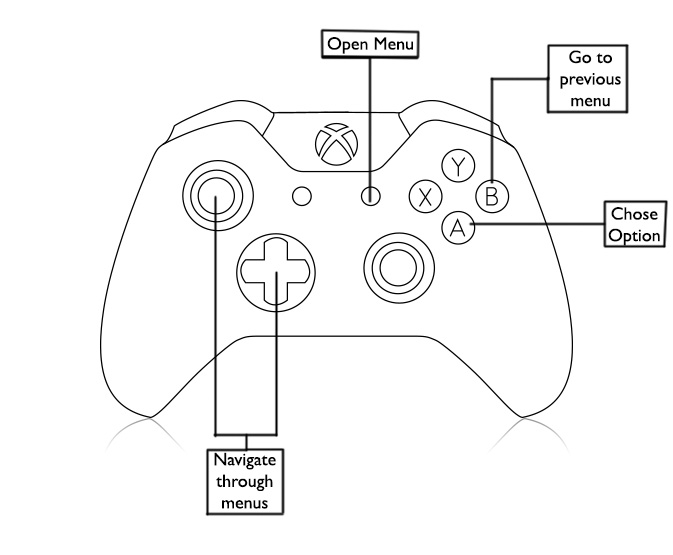 Open Menu
Go to
previous
menu
Y
X
B
A
Chose
Option
Navigate
through
menus